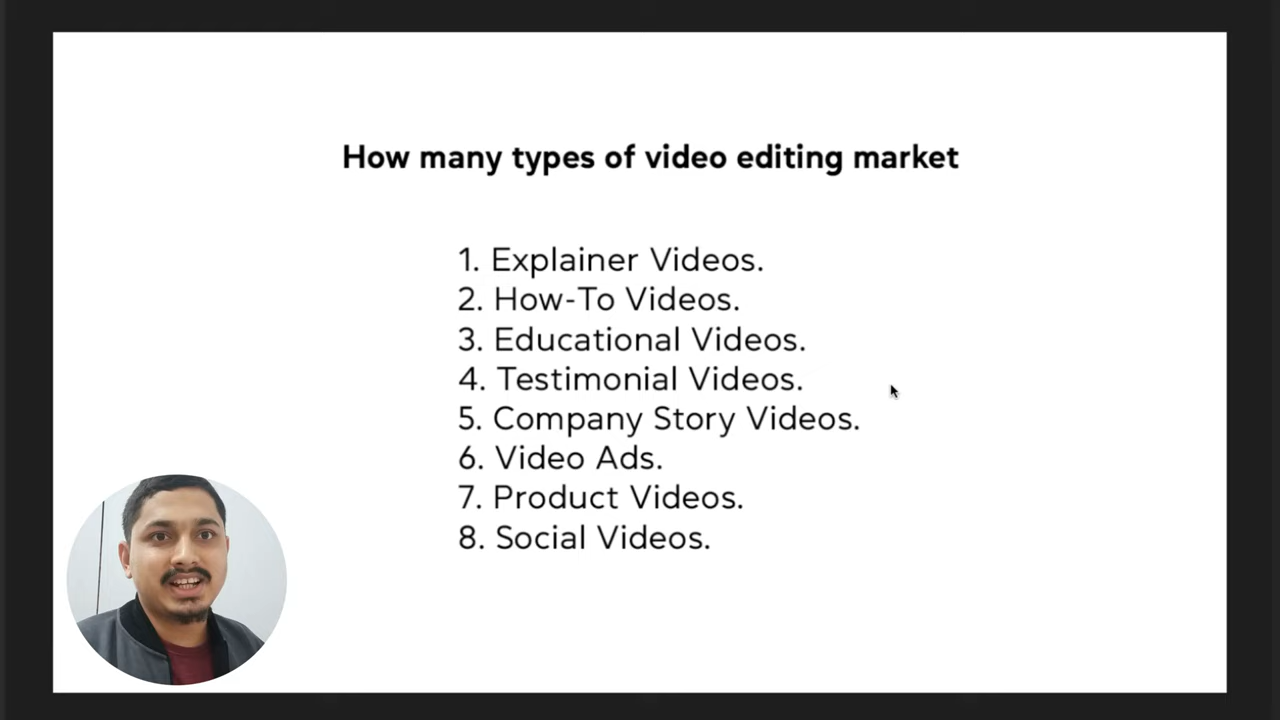 How many types of video editing market
1. Explainer Videos.
2. How-To Videos.
3. Educational Videos.
4. Testimonial Videos.
5. Company Story Videos.
6. Video Ads.
7. Product Videos.
8. Social Videos.